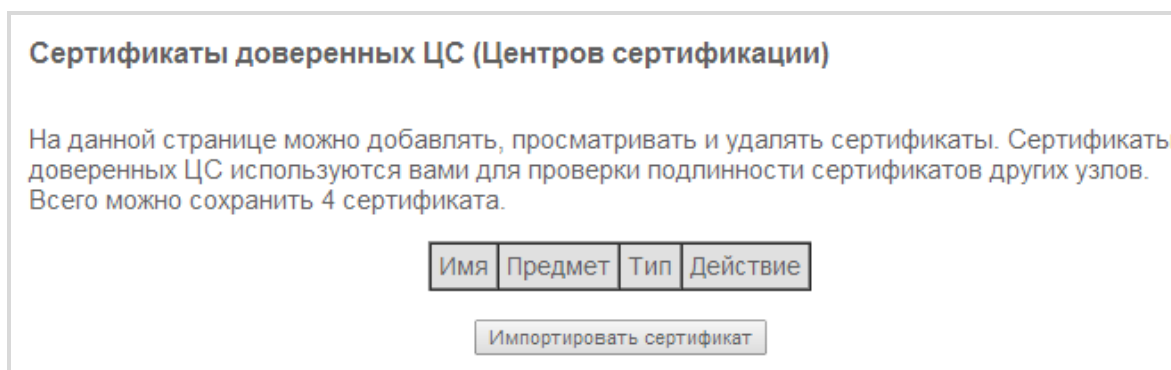 Сертификаты доверенных ЦС (Центров сертификации)
На данной странице можно добавлять, просматривать и удалять сертификаты. Сертификаты
доверенных ЦС используются вами для проверки подлинности сертификатов других узлов.
Всего можно сохранить 4 сертификата.
Имя Предмет Тип Действие
Импортировать сертификат